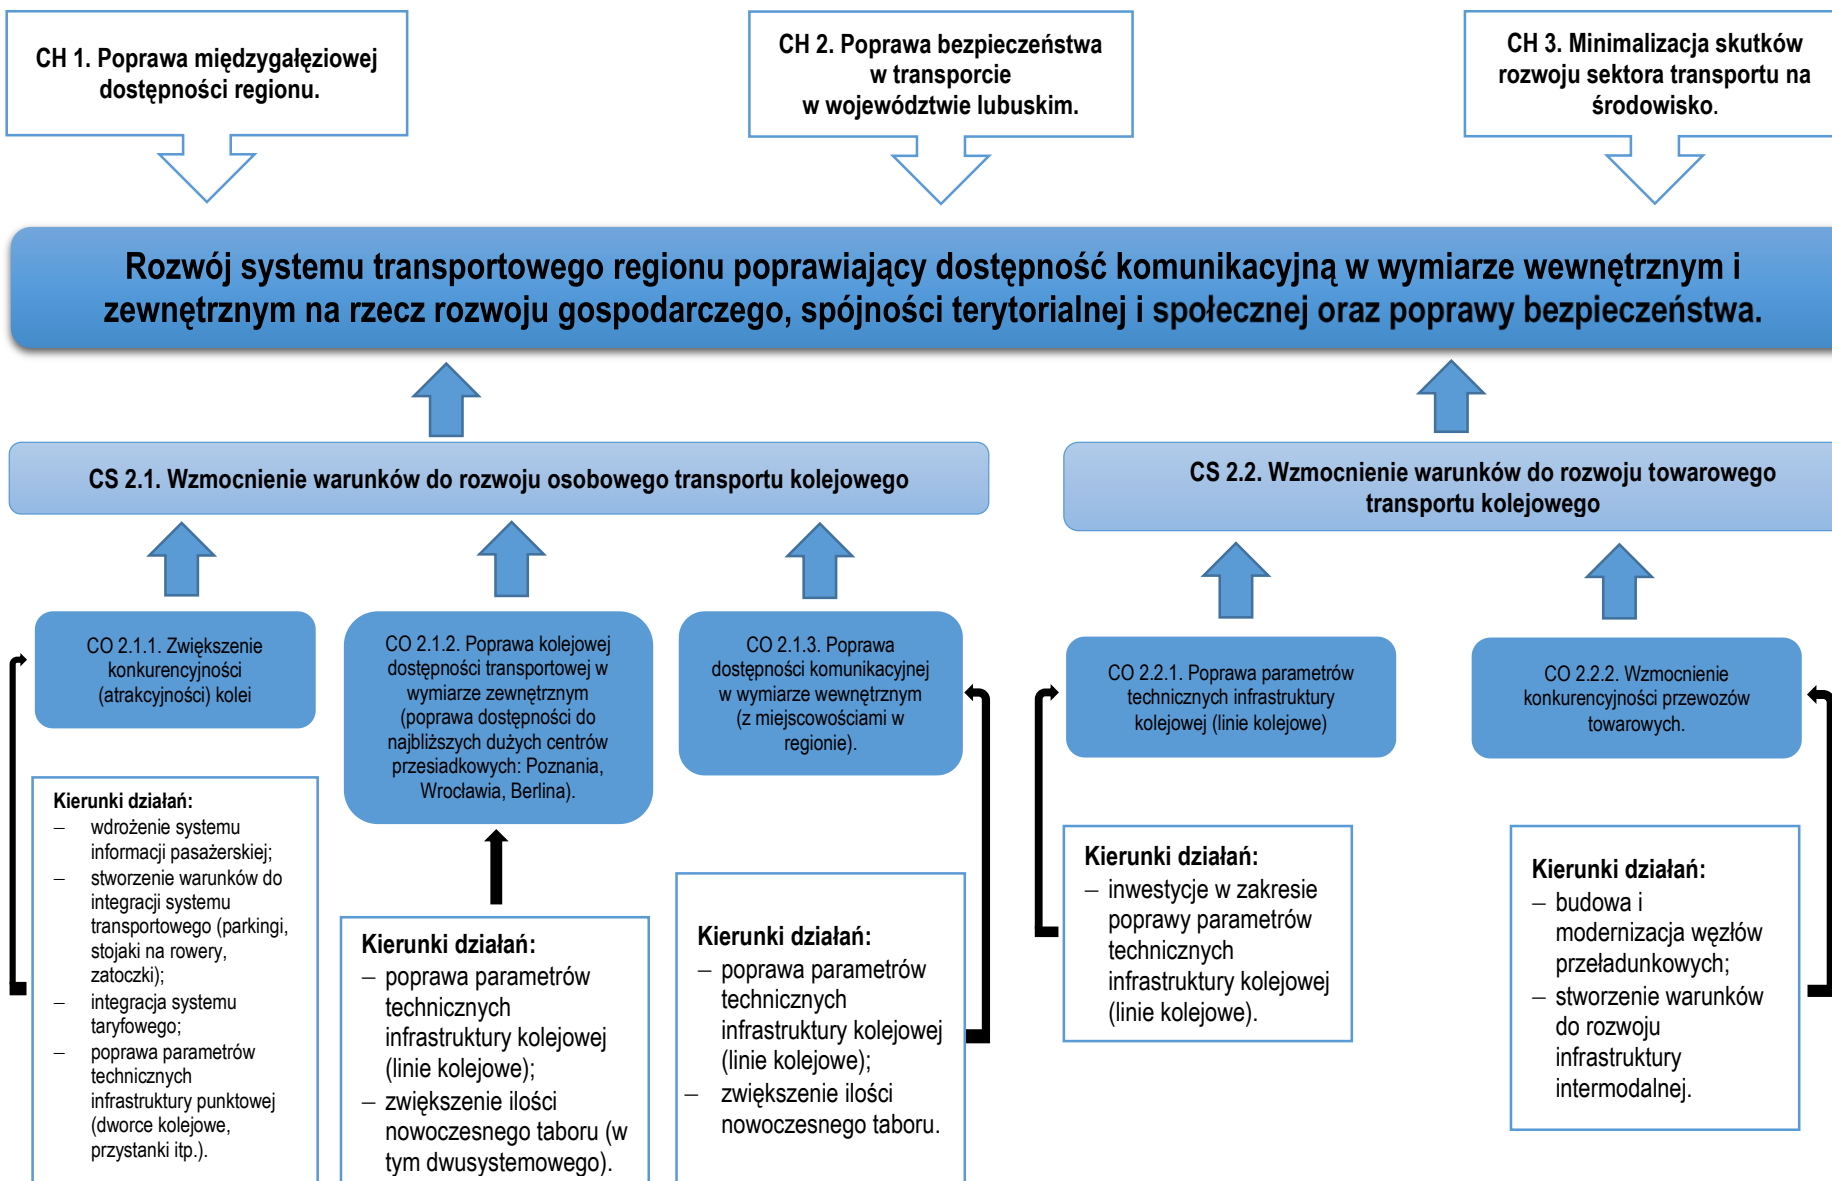 CH 1. Poprawa międzygałęziowej
dostępności regionu.
CH 2. Poprawa bezpieczeństwa
w transporcie
w województwie lubuskim.
CH 3. Minimalizacja skutków
rozwoju sektora transportu na
środowisko.
Rozwój systemu transportowego regionu poprawiający dostępność komunikacyjną w wymiarze wewnętrznym i
zewnętrznym na rzecz rozwoju gospodarczego, spójności terytorialnej i społecznej oraz poprawy bezpieczeństwa.
CS 2.1. Wzmocnienie warunków do rozwoju osobowego transportu kolejowego
CS 2.2. Wzmocnienie warunków do rozwoju towarowego
transportu kolejowego
CO 2.1.1. Zwiększenie
konkurencyjności
(atrakcyjności) kolei
CO 2.1.2. Poprawa kolejowej
dostępności transportowej w
wymiarze zewnętrznym
(poprawa dostępności do
najbliższych dużych centrów
przesiadkowych: Poznania,
Wrocławia, Berlina).
CO 2.1.3. Poprawa
dostępności komunikacyjnej
w wymiarze wewnętrznym
(z miejscowościami w
regionie).
CO 2.2.1. Poprawa parametrów
technicznych infrastruktury
kolejowej (linie kolejowe)
CO 2.2.2. Wzmocnienie
konkurencyjności przewozów
towarowych.
Kierunki działań:
– wdrożenie systemu
informacji pasażerskiej;
– stworzenie warunków do
integracji systemu
transportowego (parkingi,
stojaki na rowery,
zatoczki);
– integracja systemu
taryfowego;
– poprawa parametrów
technicznych
infrastruktury punktowej
(dworce kolejowe,
przystanki itp.).
Kierunki działań:
– poprawa parametrów
technicznych
infrastruktury kolejowej
(linie kolejowe);
– zwiększenie ilości
nowoczesnego taboru (w
tym dwusystemowego).
Kierunki działań:
– poprawa parametrów
technicznych
infrastruktury kolejowej
(linie kolejowe);
– zwiększenie ilości
nowoczesnego taboru.
Kierunki działań:
– inwestycje w zakresie
poprawy parametrów
technicznych
infrastruktury kolejowej
(linie kolejowe).
Kierunki działań:
– budowa i
modernizacja węzłów
przeładunkowych;
– stworzenie warunków
do rozwoju
infrastruktury
intermodalnej.